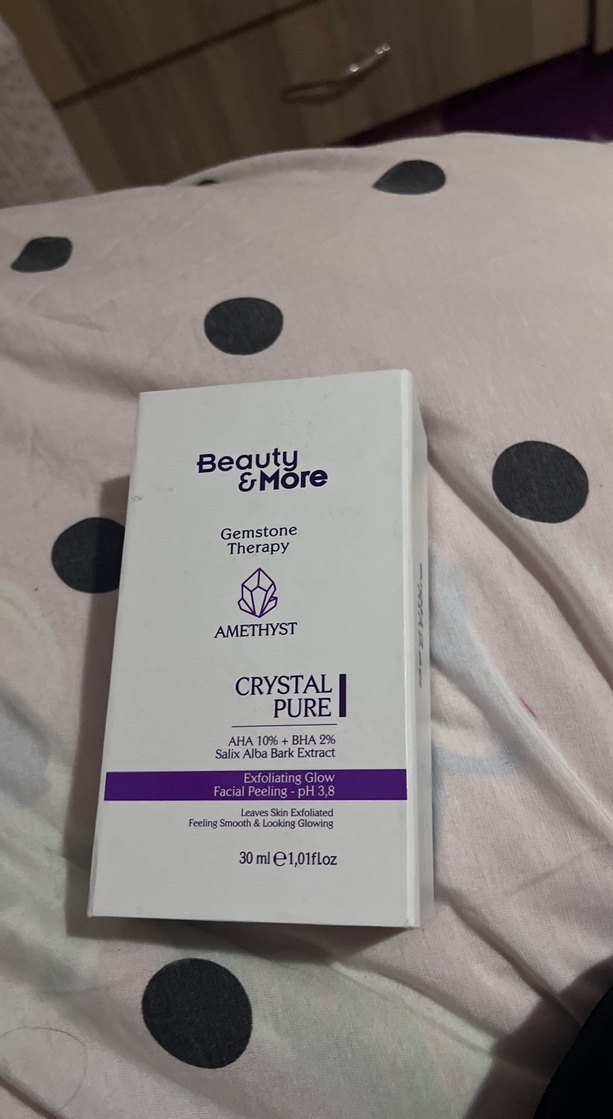 Beauty
& More
Gemstone
Therapy
AMETHYST
CRYSTAL
PURE
AHA 10% + BHA 2%
Salix Alba Bark Extract
Exfoliating Glow
Facial Peeling - pH 3,8
Leaves Skin Exfoliated
Feeling Smooth & Looking Glowing
30 ml ℮ 1,01fl.oz